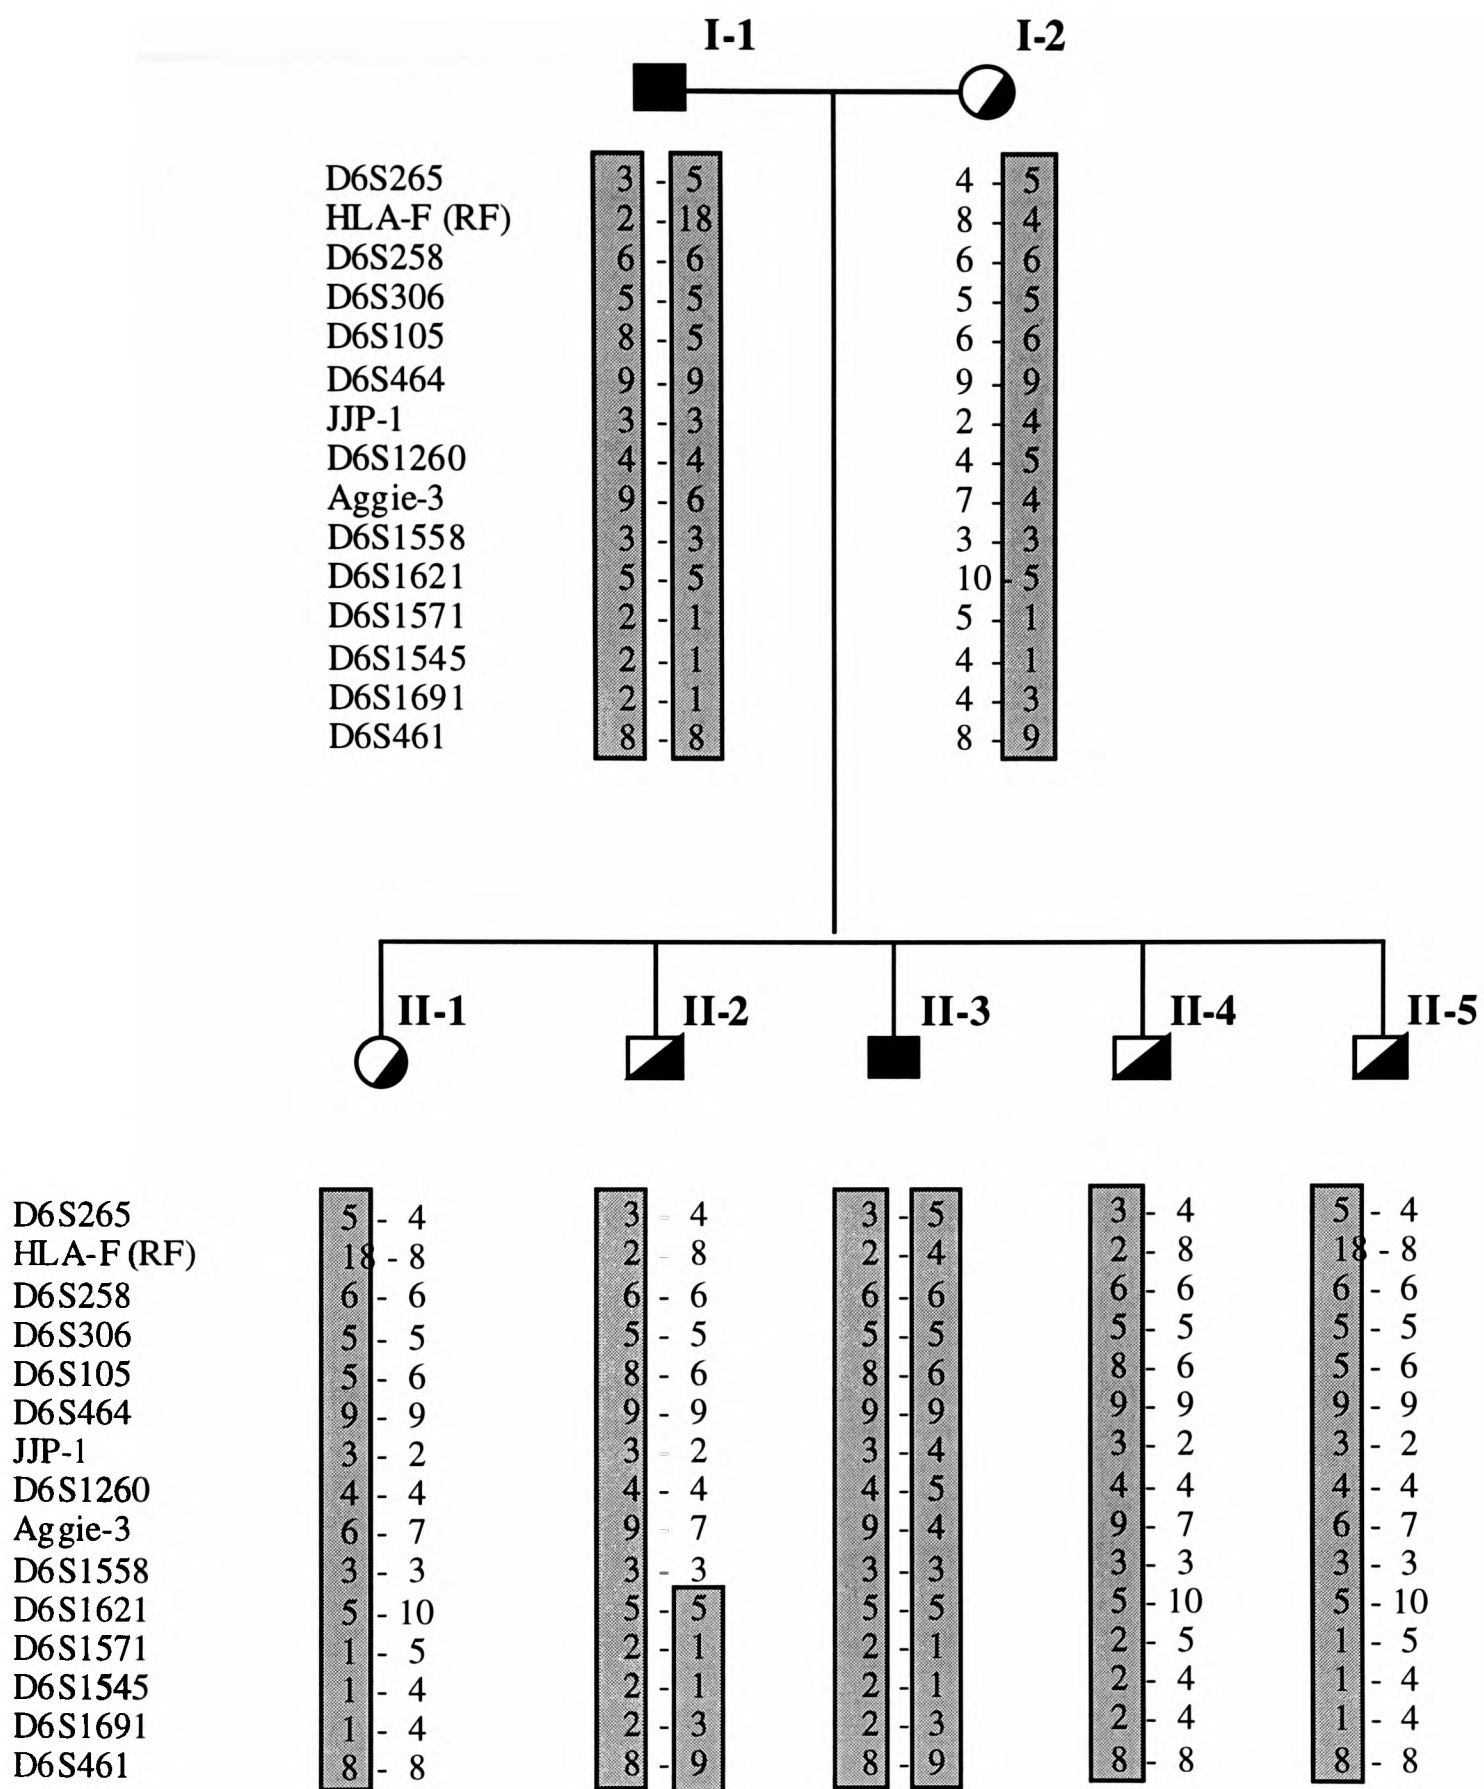 I-1 I-2
D6S265 3 - 5 4 - 5
HLA-F (RF) 2 - 18 8 - 4
D6S258 6 - 6 6 - 6
D6S306 5 - 5 5 - 5
D6S105 8 - 5 6 - 6
D6S464 9 - 9 9 - 9
JJP-1 3 - 3 2 - 4
D6S1260 4 - 4 4 - 5
Aggie-3 9 - 6 7 - 4
D6S1558 3 - 3 3 - 3
D6S1621 5 - 5 10 - 5
D6S1571 2 - 1 5 - 1
D6S1545 2 - 1 4 - 1
D6S1691 2 - 1 4 - 3
D6S461 8 - 8 8 - 9
II-1 II-2 II-3 II-4 II-5
D6S265 5 - 4 3 - 4 3 - 5 3 - 4 5 - 4
HLA-F (RF) 18 - 8 2 - 8 2 - 4 2 - 8 18 - 8
D6S258 6 - 6 6 - 6 6 - 6 6 - 6 6 - 6
D6S306 5 - 5 5 - 5 5 - 5 5 - 5 5 - 5
D6S105 5 - 6 8 - 6 8 - 6 8 - 6 5 - 6
D6S464 9 - 9 9 - 9 9 - 9 9 - 9 9 - 9
JJP-1 3 - 2 3 - 2 3 - 4 3 - 2 3 - 2
D6S1260 4 - 4 4 - 4 4 - 5 4 - 4 4 - 4
Aggie-3 6 - 7 9 - 7 9 - 4 9 - 7 6 - 7
D6S1558 3 - 3 3 - 3 3 - 3 3 - 3 3 - 3
D6S1621 5 - 10 5 - 5 5 - 5 5 - 10 5 - 10
D6S1571 1 - 5 2 - 1 2 - 1 2 - 5 1 - 5
D6S1545 1 - 4 2 - 1 2 - 1 2 - 4 1 - 4
D6S1691 1 - 4 2 - 3 2 - 3 2 - 4 1 - 4
D6S461 8 - 8 8 - 9 8 - 9 8 - 8 8 - 8